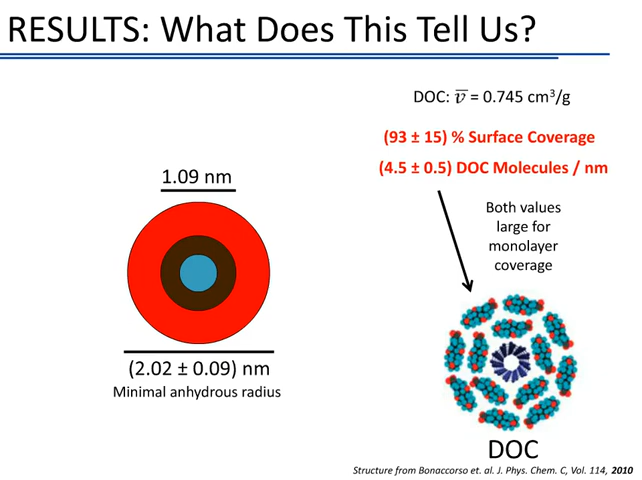 RESULTS: What Does This Tell Us?
DOC: v̅ = 0.745 cm³/g
(93 ± 15) % Surface Coverage
(4.5 ± 0.5) DOC Molecules / nm
1.09 nm
Both values
large for
monolayer
coverage
(2.02 ± 0.09) nm
Minimal anhydrous radius
DOC
Structure from Bonaccorso et. al. J. Phys. Chem. C, Vol. 114, 2010